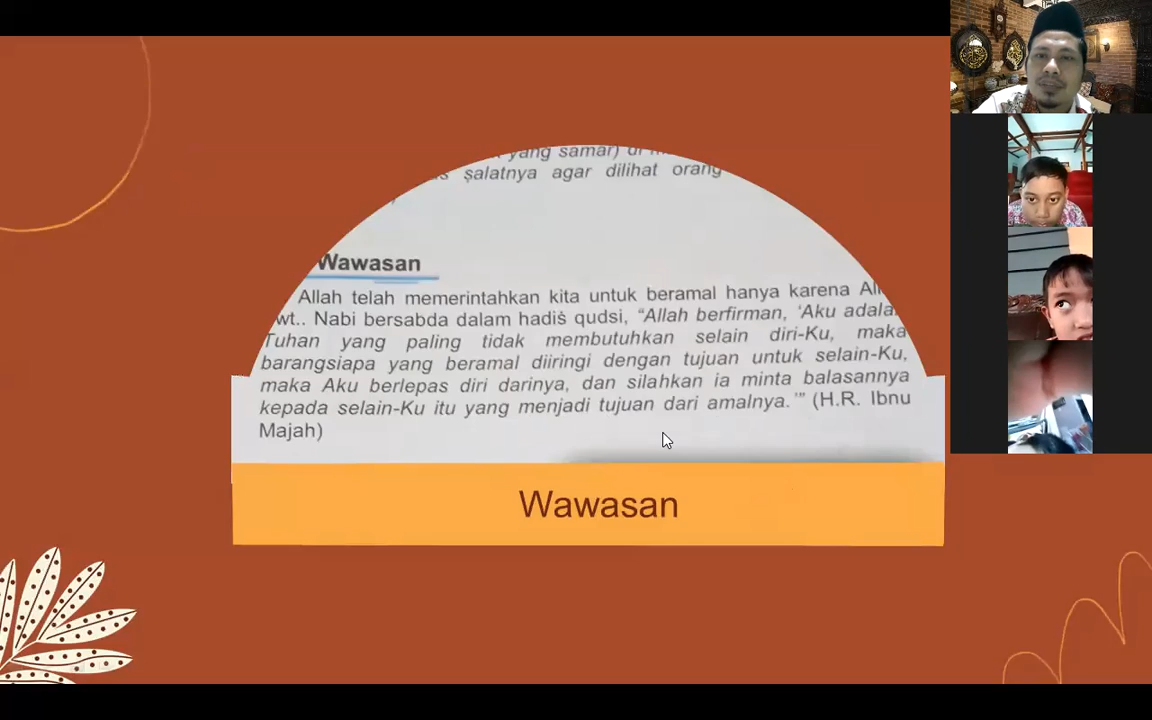 yang samar) di
salatnya agar dilihat orang
Wawasan
Allah telah memerintahkan kita untuk beramal hanya karena
wt.. Nabi bersabda dalam hadiṡ qudsi, “Allah berfirman, ‘Aku adala
Tuhan yang paling tidak membutuhkan selain diri-Ku, maka
barangsiapa yang beramal diiringi dengan tujuan untuk selain-Ku,
maka Aku berlepas diri darinya, dan silahkan ia minta balasannya
kepada selain-Ku itu yang menjadi tujuan dari amalnya.’” (H.R. Ibnu
Majah)
Wawasan